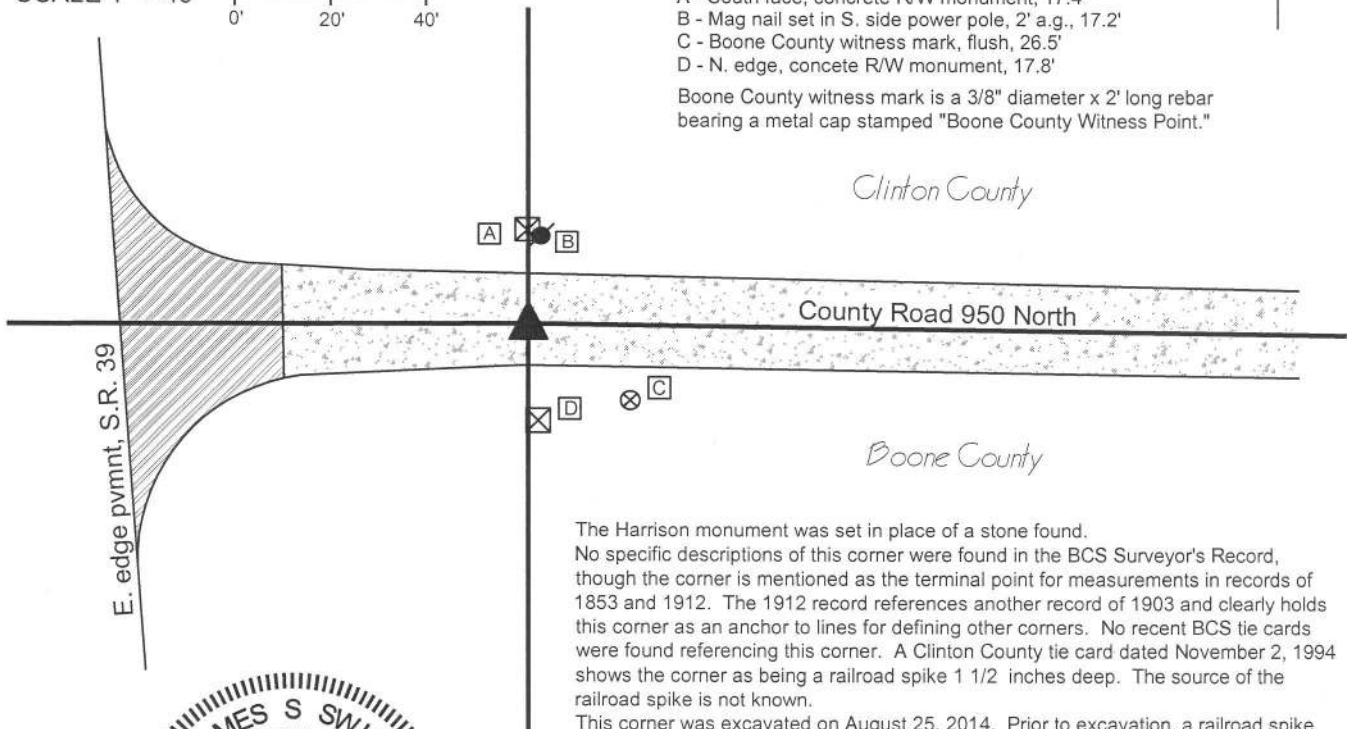 0' 20' 40'
B - Mag nail set in S. side power pole, 2' a.g., 17.2'
C - Boone County witness mark, flush, 26.5'
D - N. edge, concete R/W monument, 17.8'
Boone County witness mark is a 3/8" diameter x 2' long rebar
bearing a metal cap stamped "Boone County Witness Point."
Clinton County
A
B
County Road 950 North
E. edge pvmnt, S.R. 39
C
D
Boone County
The Harrison monument was set in place of a stone found.
No specific descriptions of this corner were found in the BCS Surveyor's Record,
though the corner is mentioned as the terminal point for measurements in records of
1853 and 1912. The 1912 record references another record of 1903 and clearly holds
this corner as an anchor to lines for defining other corners. No recent BCS tie cards
were found referencing this corner. A Clinton County tie card dated November 2, 1994
shows the corner as being a railroad spike 1 1/2 inches deep. The source of the
railroad spike is not known.
This corner was excavated on August 25, 2014. Prior to excavation, a railroad spike
MES S SW